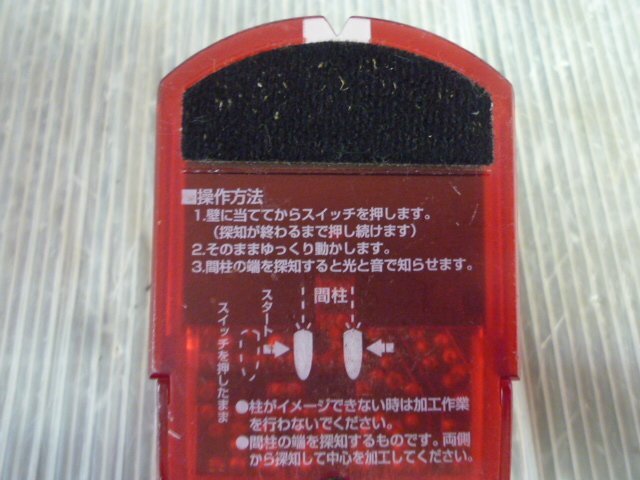 ■操作方法
1.壁に当ててからスイッチを押します。
（探知が終わるまで押し続けます）
2.そのままゆっくり動かします。
3.間柱の端を探知すると光と音で知らせます。
間柱
スタート
スイッチを押したまま
●柱がイメージできない時は加工作業
を行わないでください。
●間柱の端を探知するものです。両側
から探知して中心を加工してください。